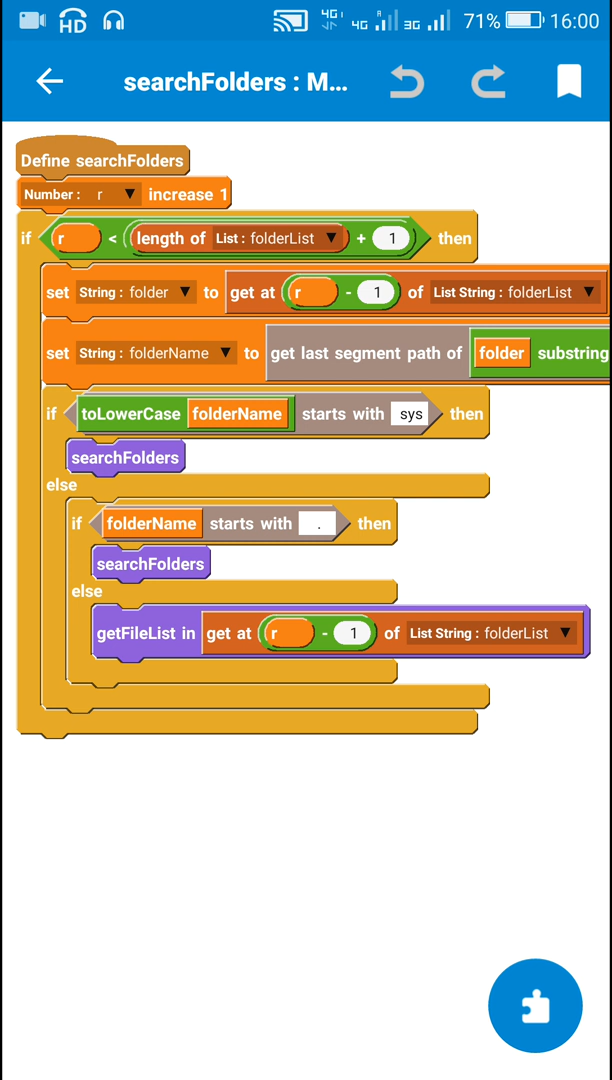 HD 4G 4G R 3G 71% 16:00
searchFolders : M...
Define searchFolders
Number : r ▼ increase 1
if r < length of List : folderList ▼ + 1 then
set String : folder ▼ to get at r - 1 of List String : folderList ▼
set String : folderName ▼ to get last segment path of folder substring
if toLowerCase folderName starts with sys then
searchFolders
else
if folderName starts with . then
searchFolders
else
getFileList in get at r - 1 of List String : folderList ▼